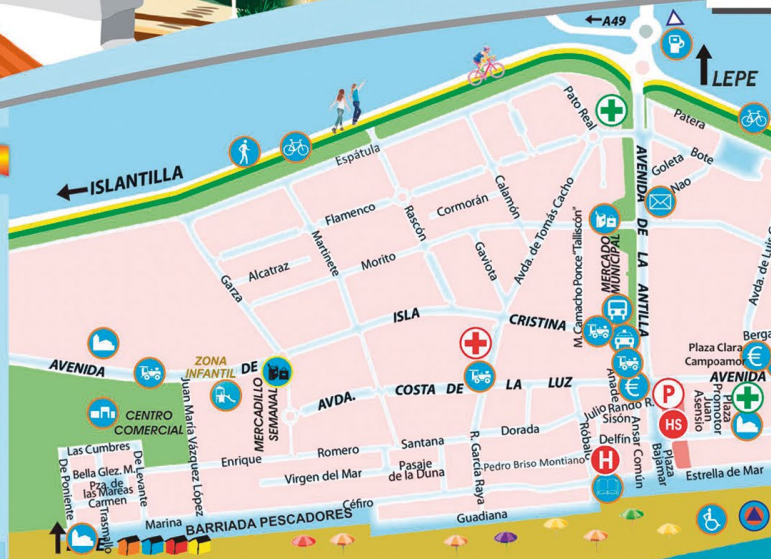 ←A49
LEPE
←ISLANTILLA
Pato Real
Patera
Espátula
Goleta
Bote
Nao
AVENIDA DE LA ANTILLA
Flamenco
Cormorán
Calamón
Rascón
Martinete
Avda. de Tomás Cacho
M. Camacho Ponce "Talliscón"
MERCADO
MUNICIPAL
Alcatraz
Morito
Gaviota
Garza
ISLA
CRISTINA
Plaza Clara
Campoamor
€
AVENIDA
ZONA
INFANTIL
DE
MERCADILLO
SEMANAL
AVDA.
COSTA DE LA LUZ
Ánade
€
P
HS
AVENIDA
Plaza
Promotor
Juan
Asensio
CENTRO
COMERCIAL
Juan María Vázquez López
Julio Rando R.
Sisón
Dorada
Róbalo
Delfín
Ansar Común
Plaza
Bajamar
Las Cumbres
De Poniente
Bella Glez. M.
Pza. de
las Mareas
Carmen
Trasmallo
De Levante
Enrique
Romero
Santana
Pasaje
de la Duna
Virgen del Mar
R. García Raya
Pedro Briso Montiano
H
Estrella de Mar
Céfiro
Marina
BARRIADA PESCADORES
Guadiana